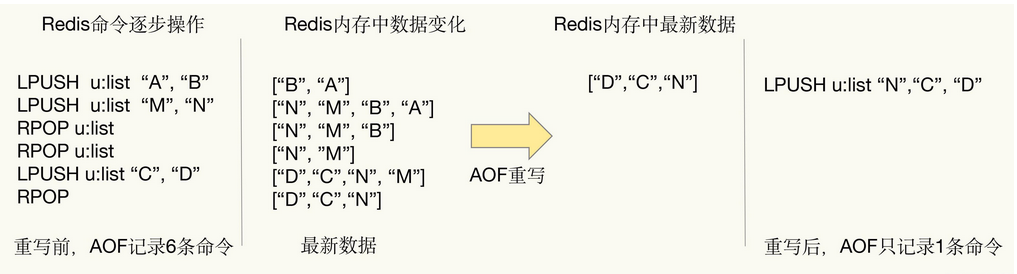 Redis命令逐步操作
LPUSH u:list “A”, “B”
LPUSH u:list “M”, “N”
RPOP u:list
RPOP u:list
LPUSH u:list “C”, “D”
RPOP
重写前，AOF记录6条命令
Redis内存中数据变化
[“B”, “A”]
[“N”, “M”, “B”, “A”]
[“N”, “M”, “B”]
[“N”, ”M”]
[“D”,“C”,“N”, “M”]
[“D”,“C”,“N”]
最新数据
AOF重写
Redis内存中最新数据
[“D”,“C”,“N”]
LPUSH u:list “N”,“C”, “D”
重写后，AOF只记录1条命令